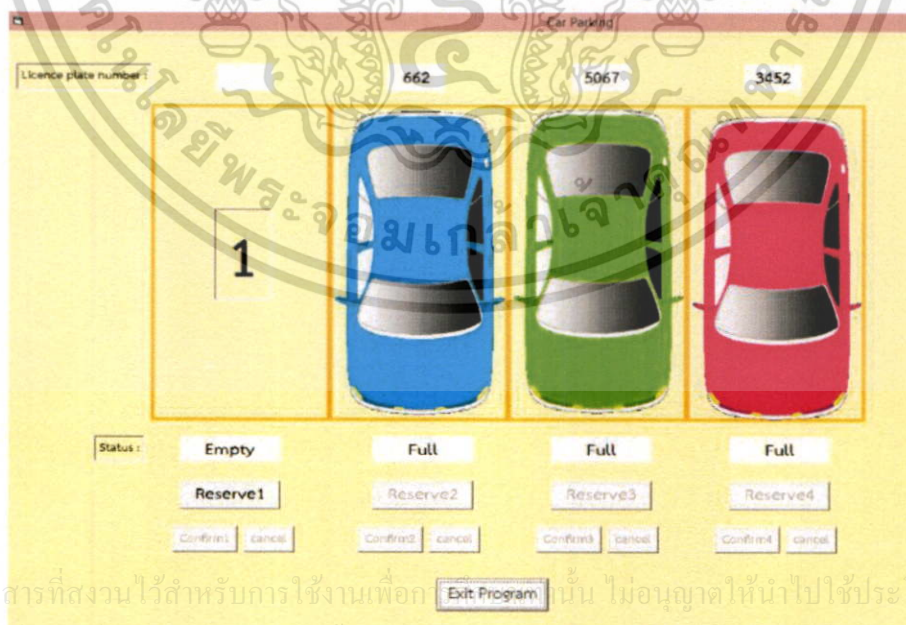 Car Parking
Licence plate number : 662 5067 3452
1
Status : Empty Full Full Full
Reserve1 Reserve2 Reserve3 Reserve4
Confirm1 cancel Confirm2 cancel Confirm3 cancel Confirm4 cancel
Exit Program
สารที่สงวนไว้สำหรับการใช้งานเพื่อการ นั้น ไม่อนุญาตให้นำไปใช้ประ